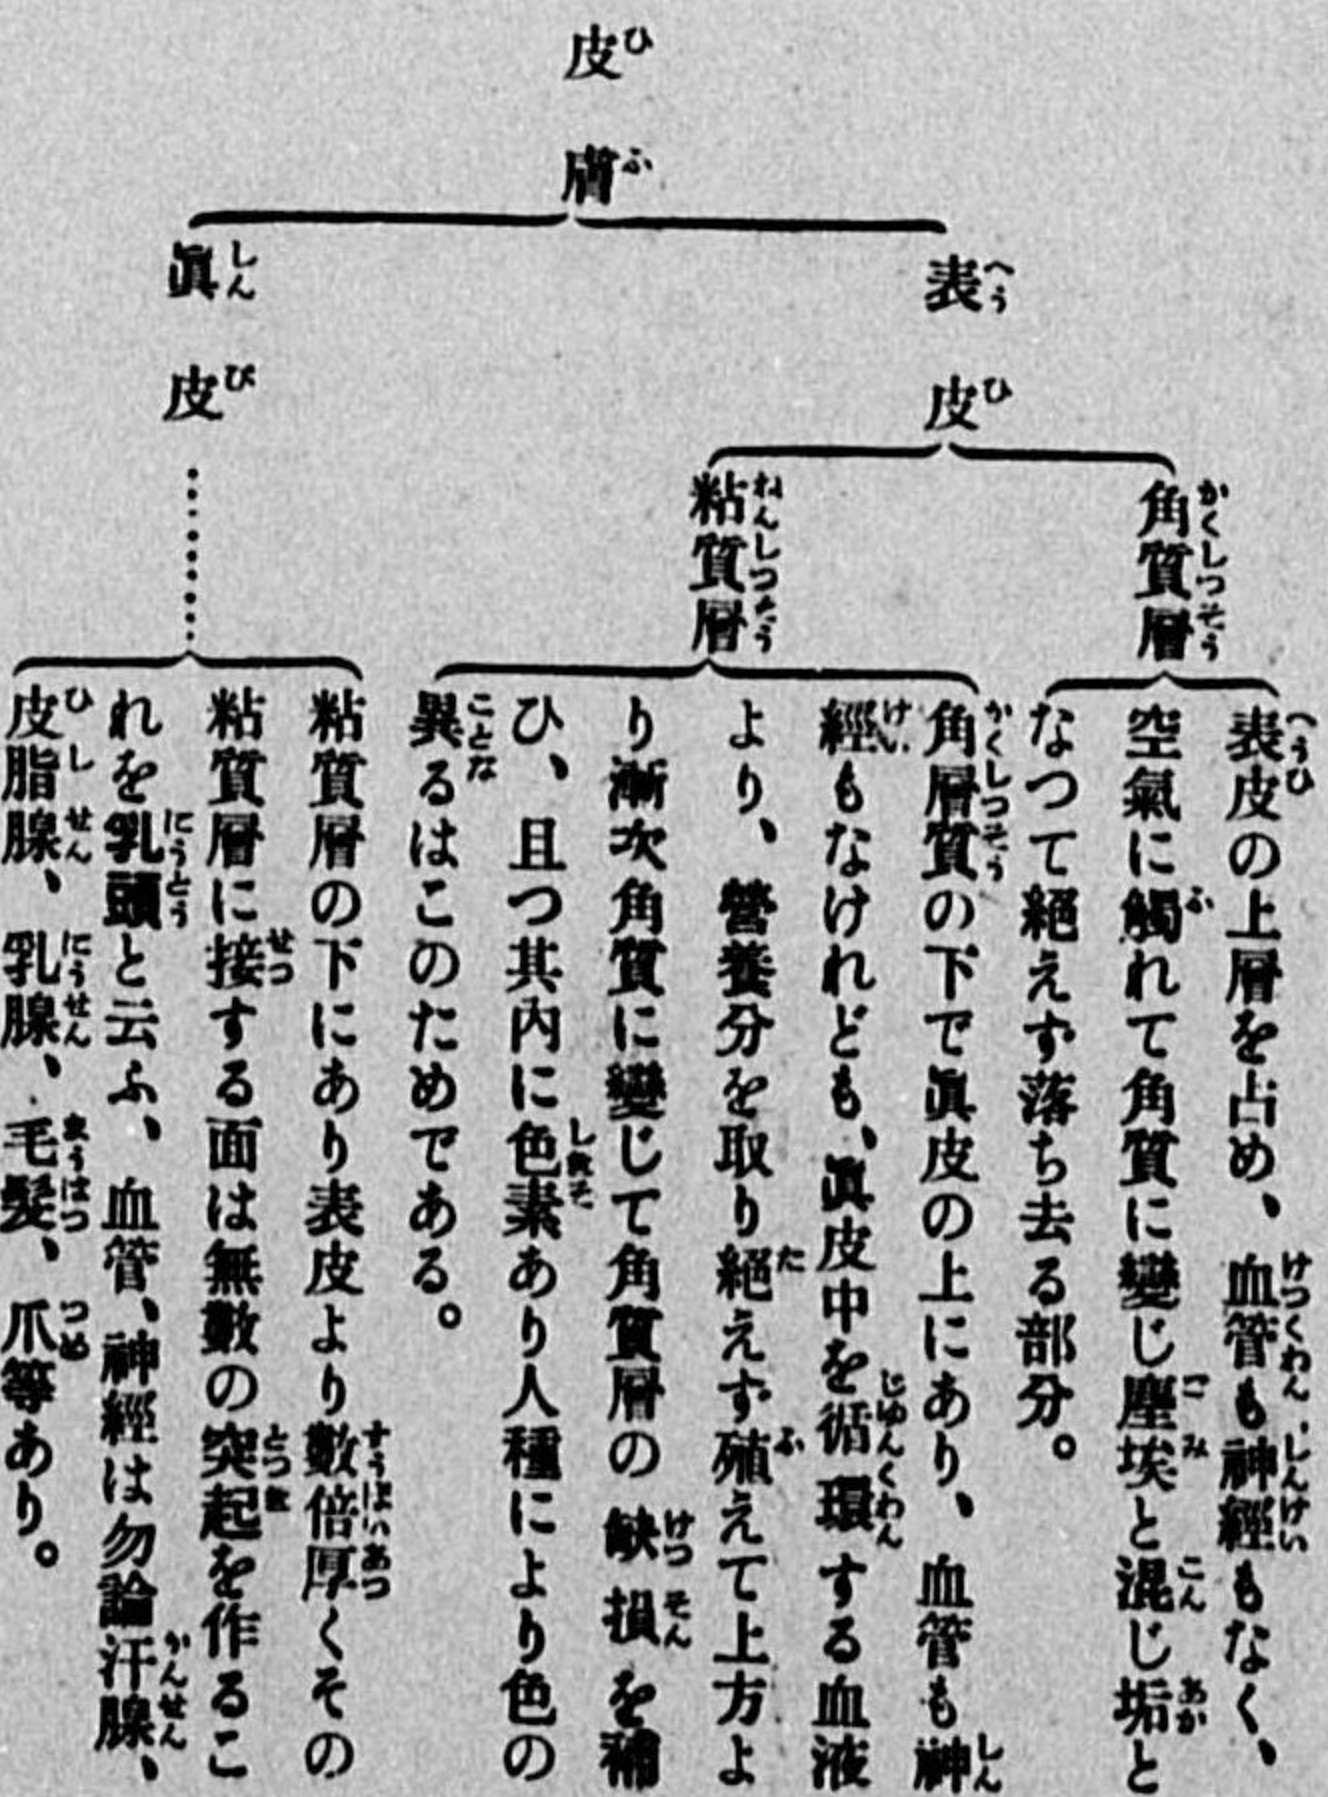 皮膚
表皮
角質層
表皮の上層を占め、血管も神經もなく、
空氣に觸れて角質に變じ塵埃と混じ垢と
なつて絕えず落ち去る部分。
粘質層
角層質の下で眞皮の上にあり、血管も神
經もなけれども、眞皮中を循環する血液
より、營養分を取り絕えず殖えて上方よ
り漸次角質に變じて角質層の缺損を補
ひ、且つ其內に色素あり人種により色の
異るはこのためである。
眞皮
粘質層の下にあり表皮より數倍厚くその
粘質層に接する面は無數の突起を作るこ
れを乳頭と云ふ、血管、神經は勿論汗腺、
皮脂腺、乳腺、毛髮、爪等あり。